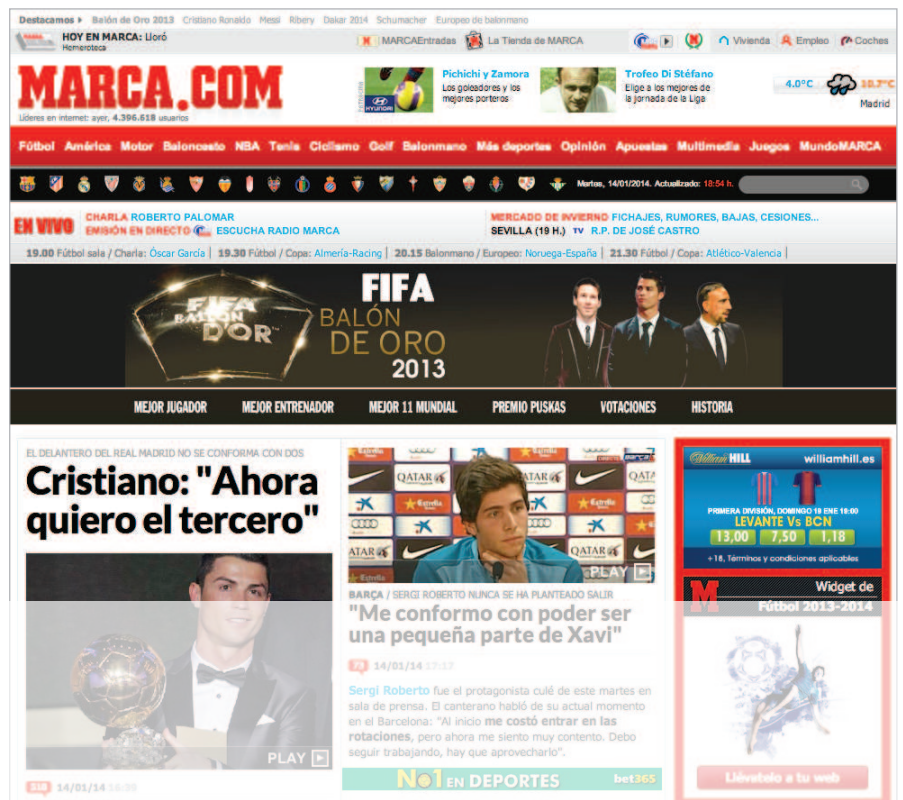 Destacamos Balón de Oro 2013 Cristiano Ronaldo Messi Ribery Dakar 2014 Schumacher Europeo de balonmano
HOY EN MARCA: Lloró
Hemeroteca
MARCAEntradas La Tienda de MARCA Vivienda Empleo Coches
MARCA.COM
Líderes en internet: ayer, 4.396.618 usuarios
HYUNDAI
Pichichi y Zamora
Los goleadores y los
mejores porteros
Trofeo Di Stéfano
Elige a los mejores de
la jornada de la Liga
4.0°C 10.7°C
Madrid
Fútbol América Motor Baloncesto NBA Tenis Ciclismo Golf Balonmano Más deportes Opinión Apuestas Multimedia Juegos MundoMARCA
Martes, 14/01/2014. Actualizado: 18:54 h.
EN VIVO
CHARLA ROBERTO PALOMAR
EMISIÓN EN DIRECTO ESCUCHA RADIO MARCA
MERCADO DE INVIERNO FICHAJES, RUMORES, BAJAS, CESIONES...
SEVILLA (19 H.) TV R.P. DE JOSÉ CASTRO
19.00 Fútbol sala / Charla: Óscar García | 19.30 Fútbol / Copa: Almería-Racing | 20.15 Balonmano / Europeo: Noruega-España | 21.30 Fútbol / Copa: Atlético-Valencia |
FIFA
BALLON
D'OR
FIFA
BALÓN
DE ORO
2013
MEJOR JUGADOR MEJOR ENTRENADOR MEJOR 11 MUNDIAL PREMIO PUSKAS VOTACIONES HISTORIA
EL DELANTERO DEL REAL MADRID NO SE CONFORMA CON DOS
Cristiano: "Ahora
quiero el tercero"
PLAY
318 14/01/14
QATAR
Estrella
QATAR
Estrella
ATAR
QATAR
Estrella
PLAY
BARÇA / SERGI ROBERTO NUNCA SE HA PLANTEADO SALIR
"Me conformo con poder ser
una pequeña parte de Xavi"
73 14/01/14 17:17
Sergi Roberto fue el protagonista culé de este martes en
sala de prensa. El canterano habló de su actual momento
en el Barcelona: "Al inicio me costó entrar en las
rotaciones, pero ahora me siento muy contento. Debo
seguir trabajando, hay que aprovecharlo".
No1 EN DEPORTES bet365
William HILL williamhill.es
PRIMERA DIVISIÓN, DOMINGO 19 ENE 19:00
LEVANTE Vs BCN
13,00 7,50 1,18
+18, Términos y condiciones aplicables
M
Widget de
Fútbol 2013-2014
Llévatelo a tu web